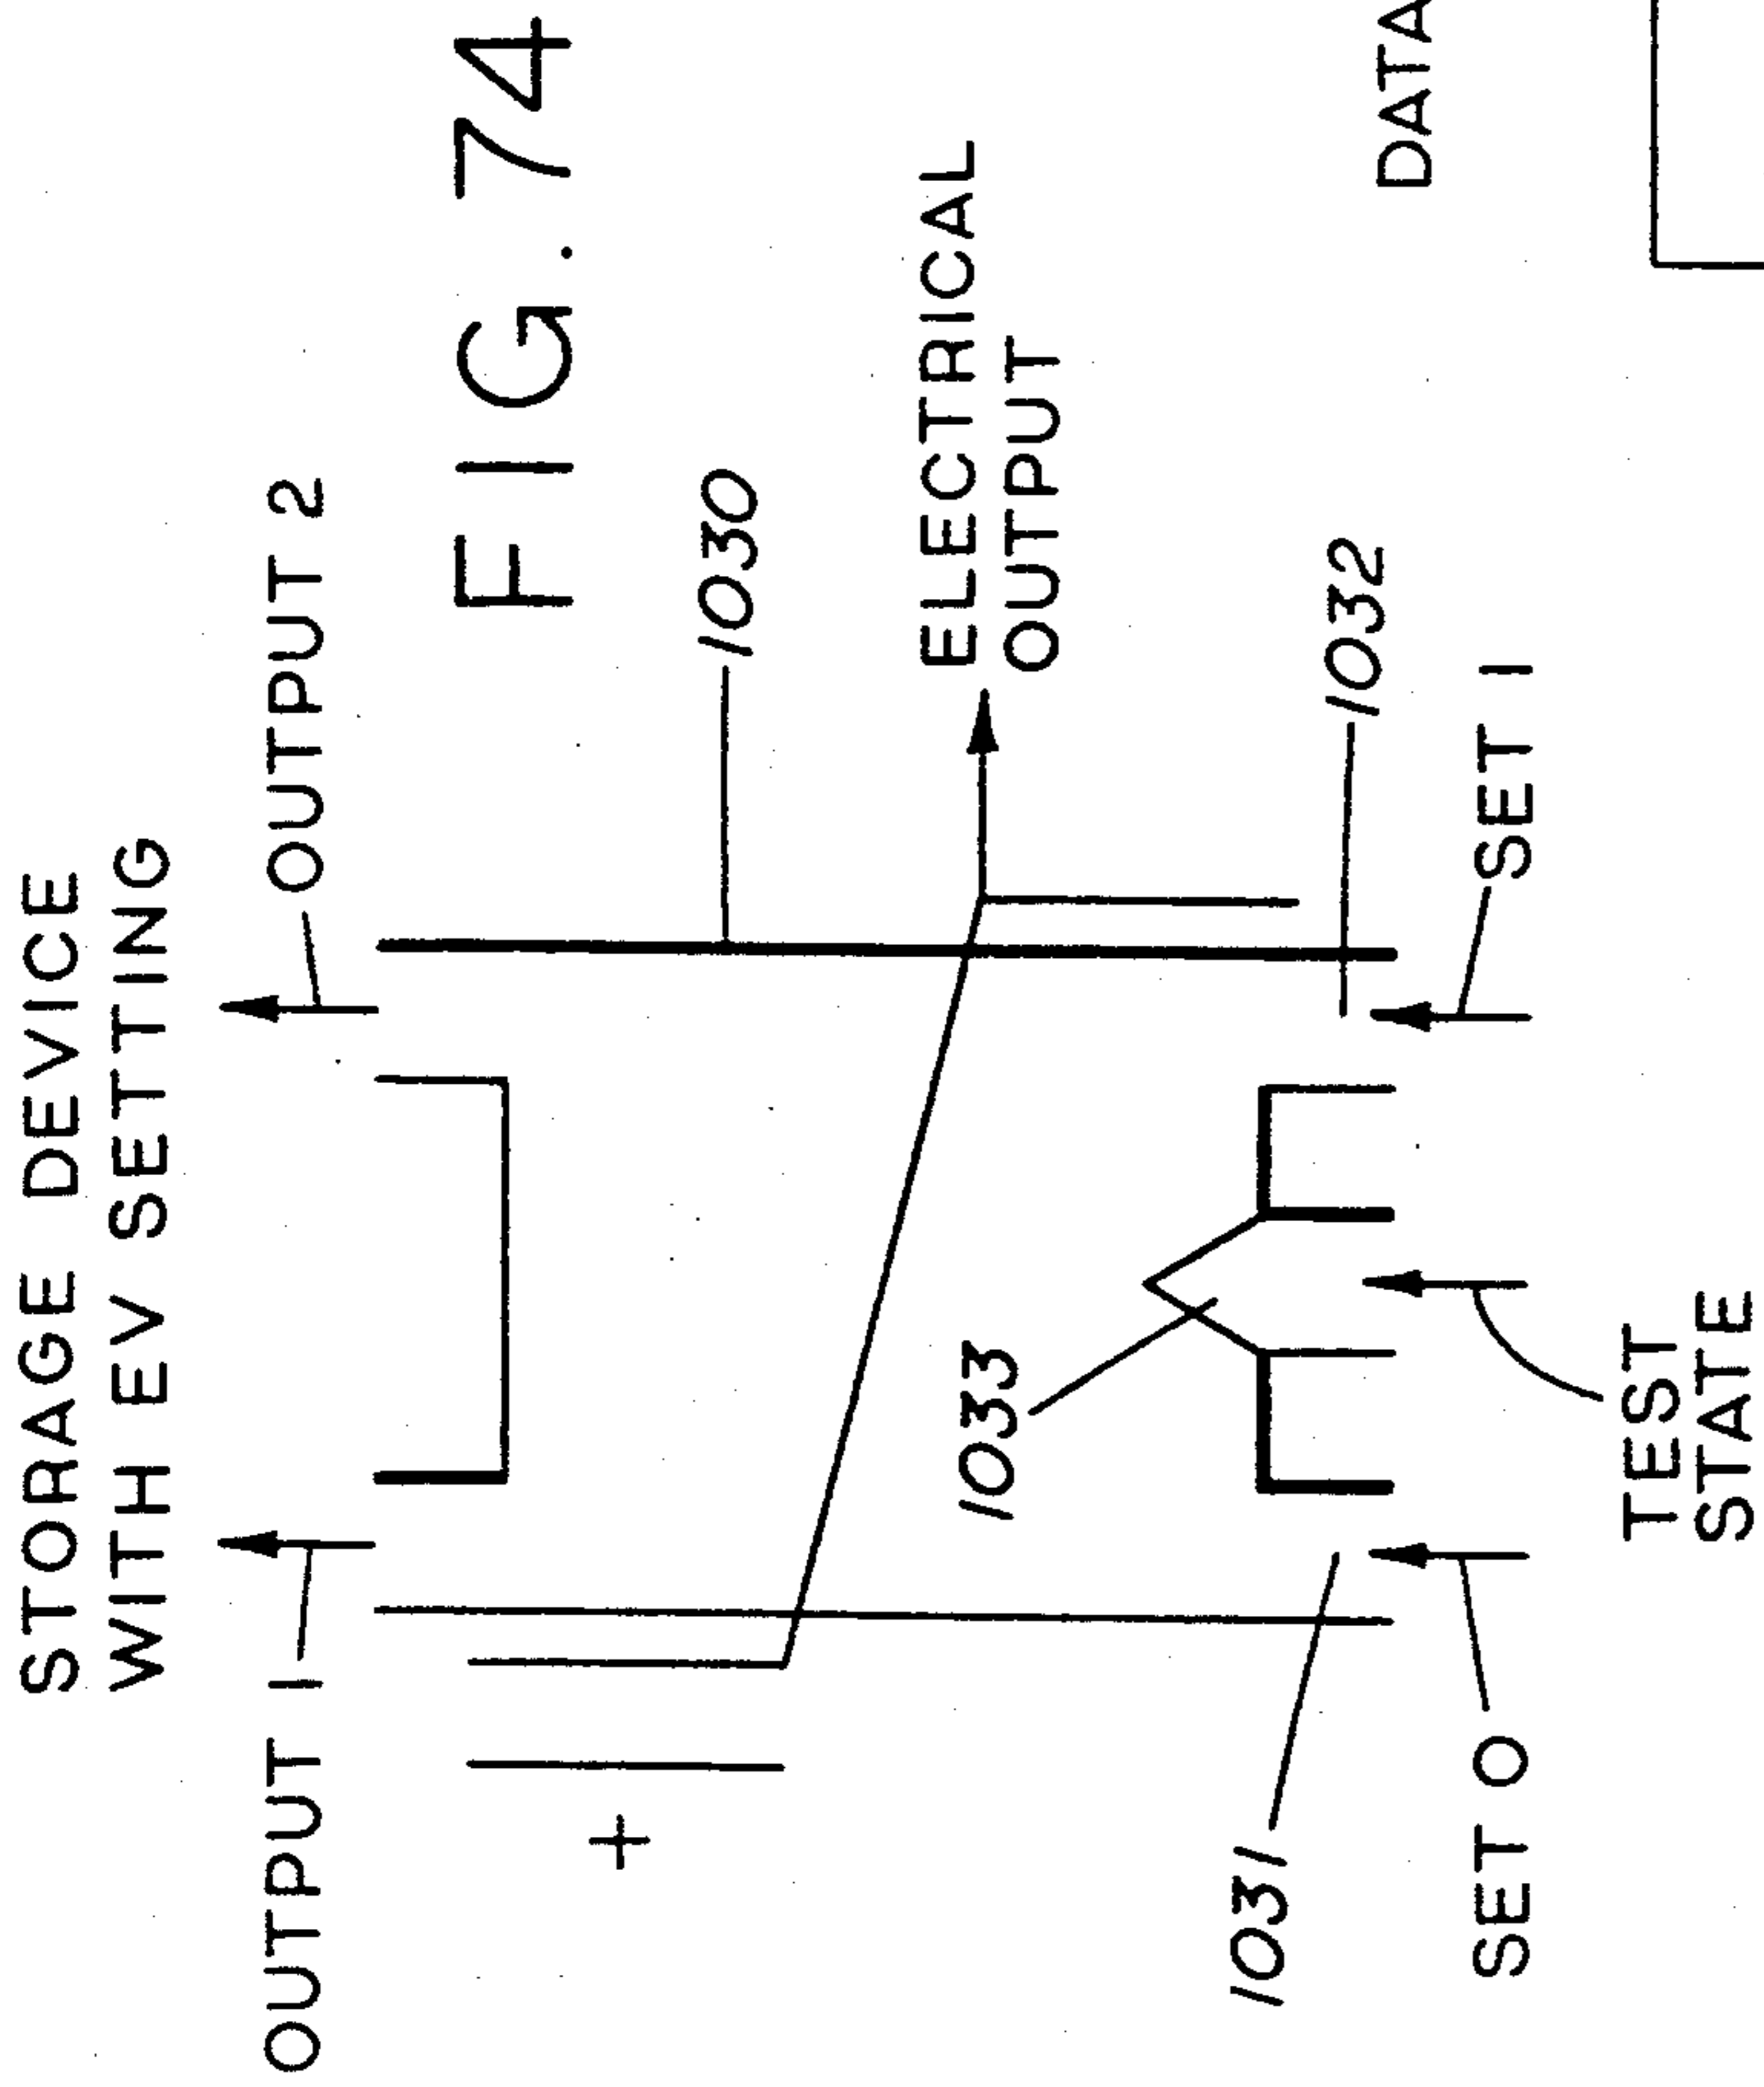 STORAGE DEVICE
WITH EV SETTING
OUTPUT 1
OUTPUT 2
FIG. 74
+
1030
ELECTRICAL
OUTPUT
1033
1031
1032
SET 0
SET 1
TEST
STATE
DATA